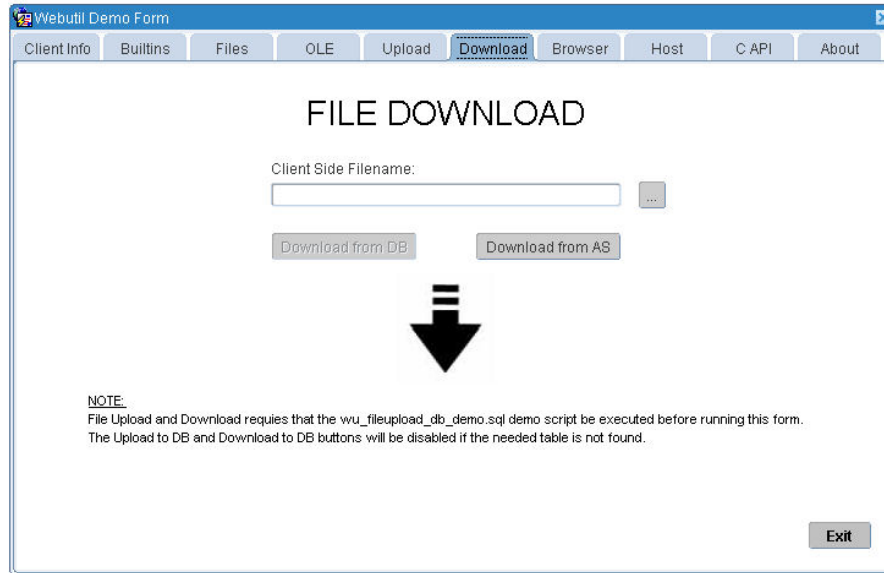 Webutil Demo Form
Client Info Builtins Files OLE Upload Download Browser Host C API About
FILE DOWNLOAD
Client Side Filename:
...
Download from DB Download from AS
NOTE:
File Upload and Download requies that the wu_fileupload_db_demo.sql demo script be executed before running this form.
The Upload to DB and Download to DB buttons will be disabled if the needed table is not found.
Exit